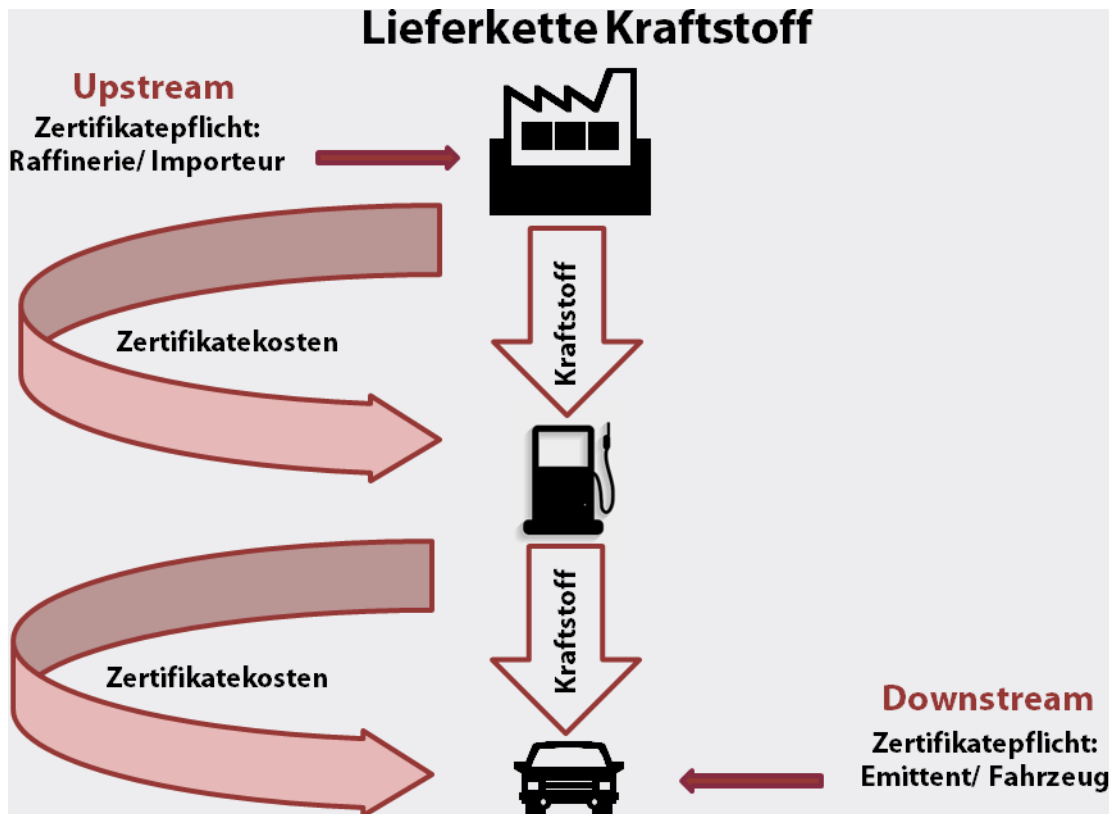 Lieferkette Kraftstoff
Upstream
Zertifikatepflicht:
Raffinerie/ Importeur
Kraftstoff
Zertifikatekosten
Kraftstoff
Zertifikatekosten
Downstream
Zertifikatepflicht:
Emittent/ Fahrzeug